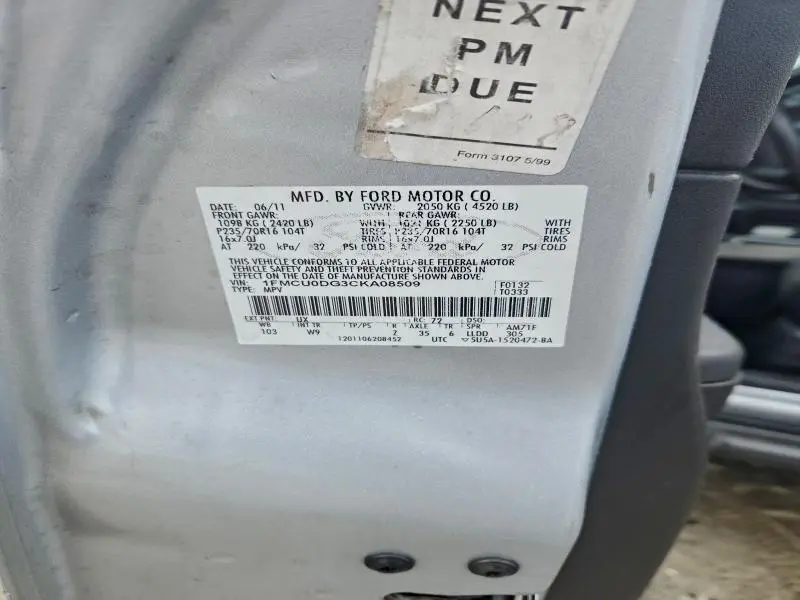 NEXT
PM
DUE
Form 3107 5/99
MFD. BY FORD MOTOR CO.
DATE: 06/11 GVWR: 2050 KG ( 4520 LB)
FRONT GAWR: REAR GAWR:
1098 KG ( 2420 LB) WITH 1021 KG ( 2250 LB) WITH
P235/70R16 104T TIRES P235/70R16 104T TIRES
16x7.0J RIMS 16x7.0J RIMS
AT 220 kPa/ 32 PSI COLD AT 220 kPa/ 32 PSI COLD
THIS VEHICLE CONFORMS TO ALL APPLICABLE FEDERAL MOTOR
VEHICLE SAFETY AND THEFT PREVENTION STANDARDS IN
EFFECT ON THE DATE OF MANUFACTURE SHOWN ABOVE.
VIN: 1FMCU0DG3CKA08509 F0132
TYPE: MPV T0333
EXT PNT: UX RC: 72 DSO:
WB INT TR TP/PS R AXLE TR SPR AM71F
103 W9 2 35 6 LLDD 305
1201106208452 UTC 5U5A-1520472-BA